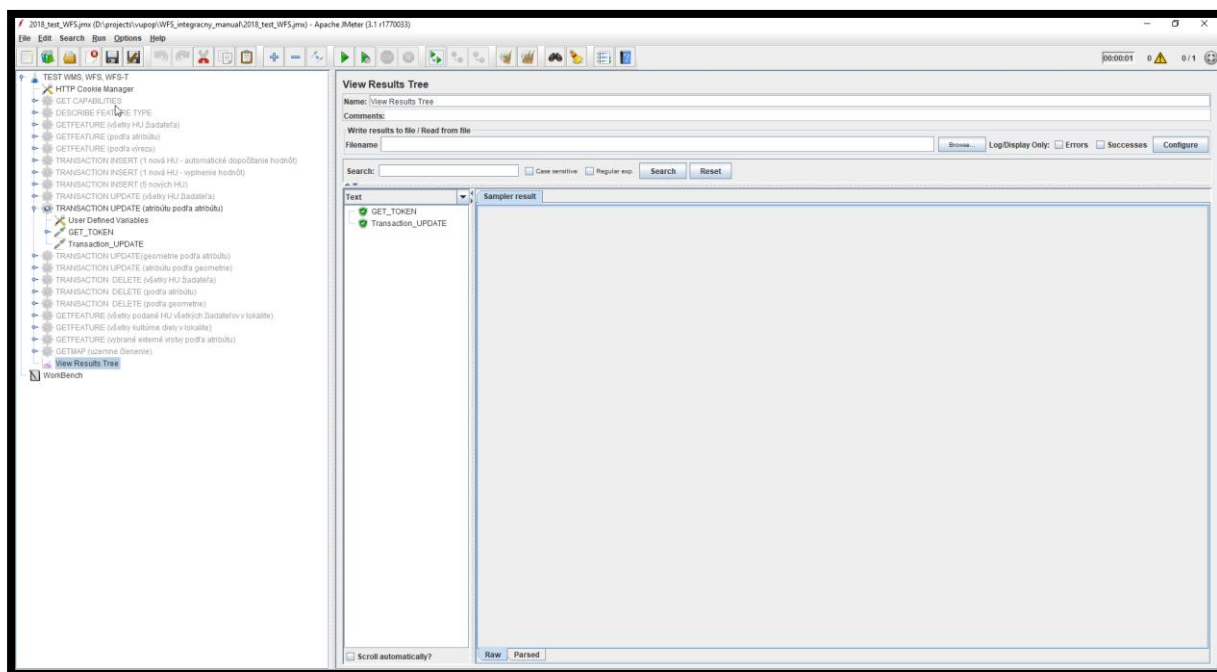 2018_test_WFS.jmx (D:\projects\vupop\WFS_integracny_manual\2018_test_WFS.jmx) - Apache JMeter (3.1 r1770033)
File Edit Search Run Options Help
00:00:01 0 0 / 1
TEST WMS, WFS, WFS-T
HTTP Cookie Manager
GET CAPABILITIES
DESCRIBE FEATURE TYPE
GETFEATURE (všetky HU žiadateľa)
GETFEATURE (podľa atribútu)
GETFEATURE (podľa výrezu)
TRANSACTION INSERT (1 nová HU - automatické dopočítanie hodnôt)
TRANSACTION INSERT (1 nová HU - vyplnenie hodnôt)
TRANSACTION INSERT (5 nových HU)
TRANSACTION UPDATE (všetky HU žiadateľa)
TRANSACTION UPDATE (atribútu podľa atribútu)
User Defined Variables
GET_TOKEN
Transaction_UPDATE
TRANSACTION UPDATE(geometrie podľa atribútu)
TRANSACTION UPDATE (atribútu podľa geometrie)
TRANSACTION DELETE (všetky HU žiadateľa)
TRANSACTION DELETE (podľa atribútu)
TRANSACTION DELETE (podľa geometrie)
GETFEATURE (všetky podané HU všetkých žiadateľov v lokalite)
GETFEATURE (všetky kultúrne diely v lokalite)
GETFEATURE (vybrané externé vrstvy podľa atribútu)
GETMAP (uzemne členenie)
View Results Tree
WorkBench
View Results Tree
Name: View Results Tree
Comments:
Write results to file / Read from file
Filename Browse... Log/Display Only: Errors Successes Configure
Search: Case sensitive Regular exp. Search Reset
Text Sampler result
GET_TOKEN
Transaction_UPDATE
Scroll automatically? Raw Parsed